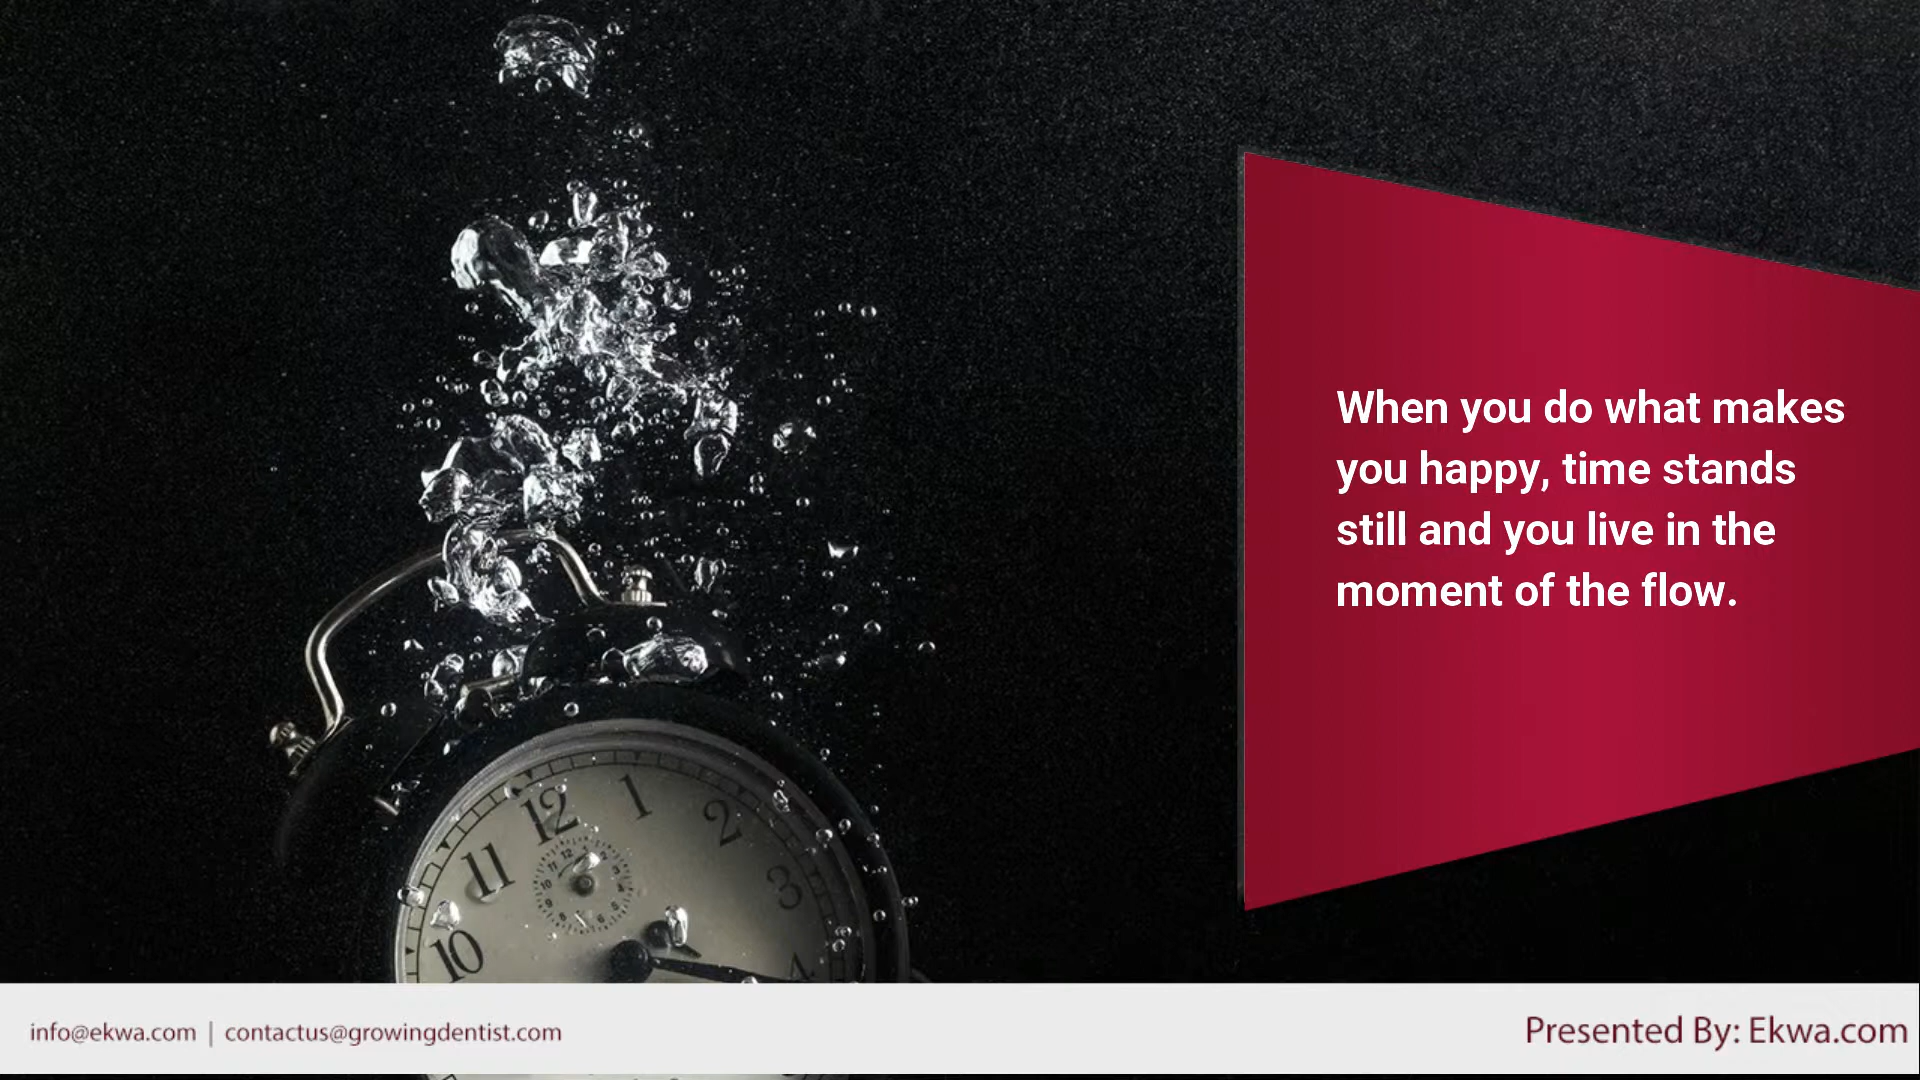 When you do what makes
you happy, time stands
still and you live in the
moment of the flow.
12
1
2
11
3
10
4
info@ekwa.com | contactus@growingdentist.com
Presented By: Ekwa.com